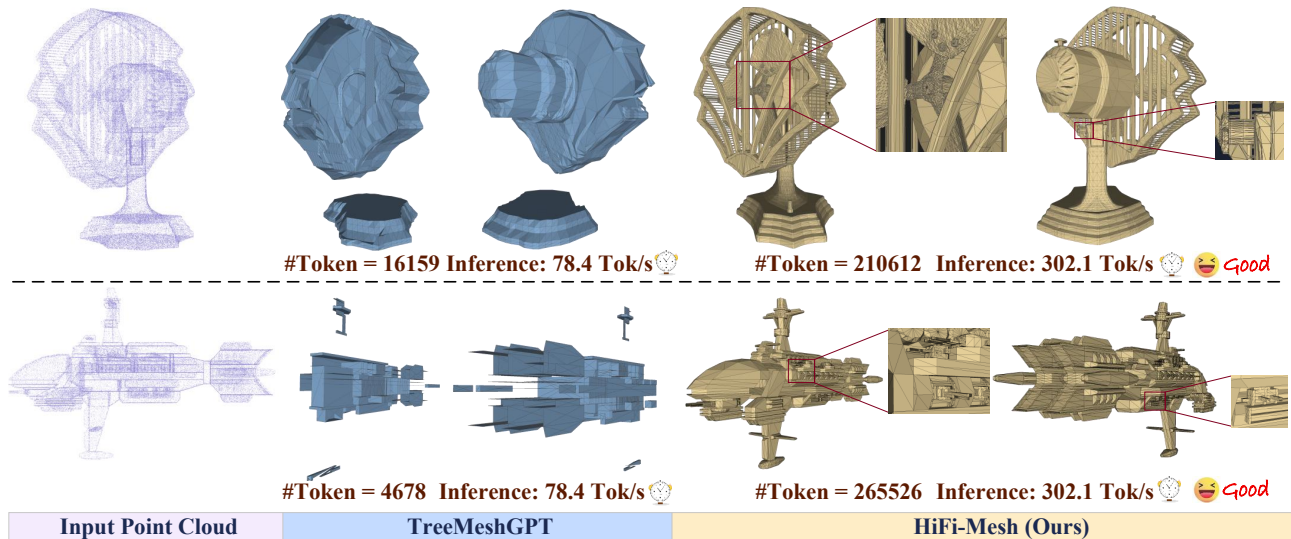 #Token = 16159 Inference: 78.4 Tok/s
#Token = 210612 Inference: 302.1 Tok/s Good
#Token = 4678 Inference: 78.4 Tok/s
#Token = 265526 Inference: 302.1 Tok/s Good
Input Point Cloud
TreeMeshGPT
HiFi-Mesh (Ours)